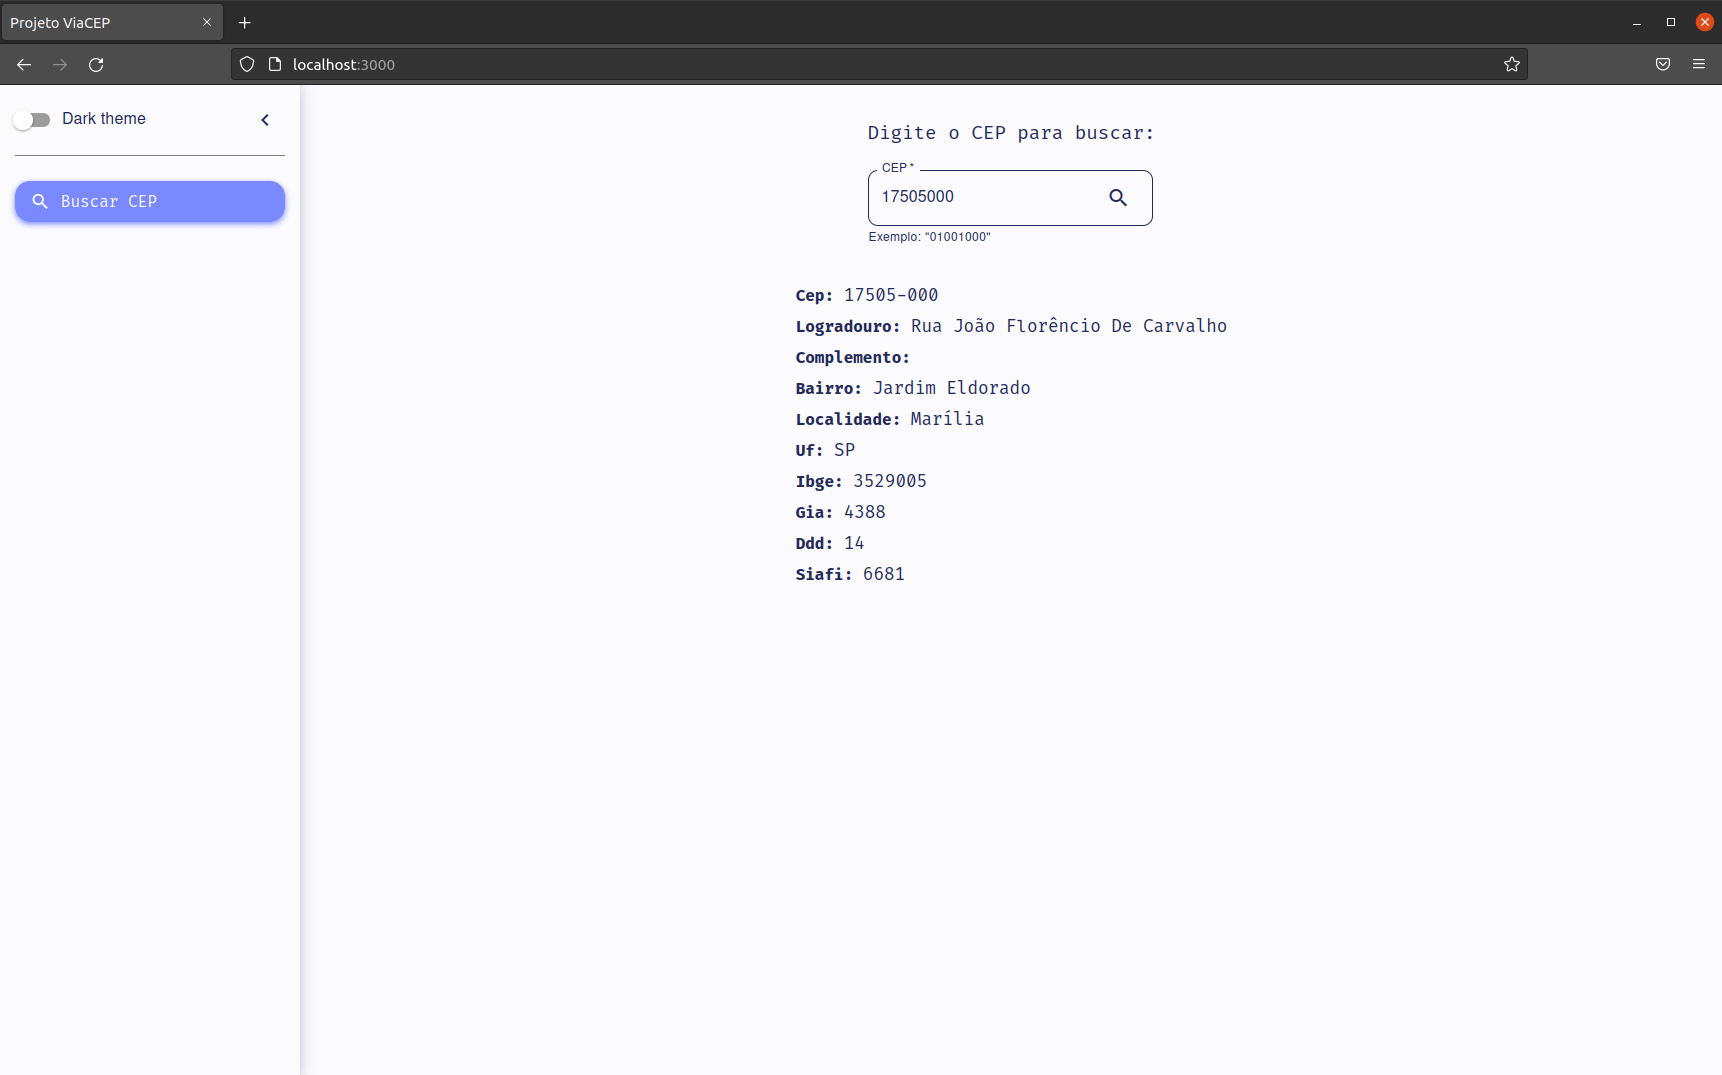 Projeto ViaCEP
localhost:3000
Dark theme
Buscar CEP
Digite o CEP para buscar:
CEP *
17505000
Exemplo: "01001000"
Cep: 17505-000
Logradouro: Rua João Florêncio De Carvalho
Complemento:
Bairro: Jardim Eldorado
Localidade: Marília
Uf: SP
Ibge: 3529005
Gia: 4388
Ddd: 14
Siafi: 6681